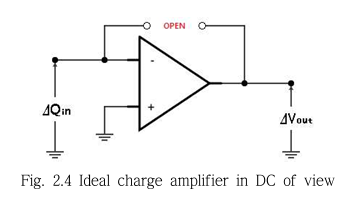 OPEN
-
+
ΔQin
ΔVout
Fig. 2.4 Ideal charge amplifier in DC of view